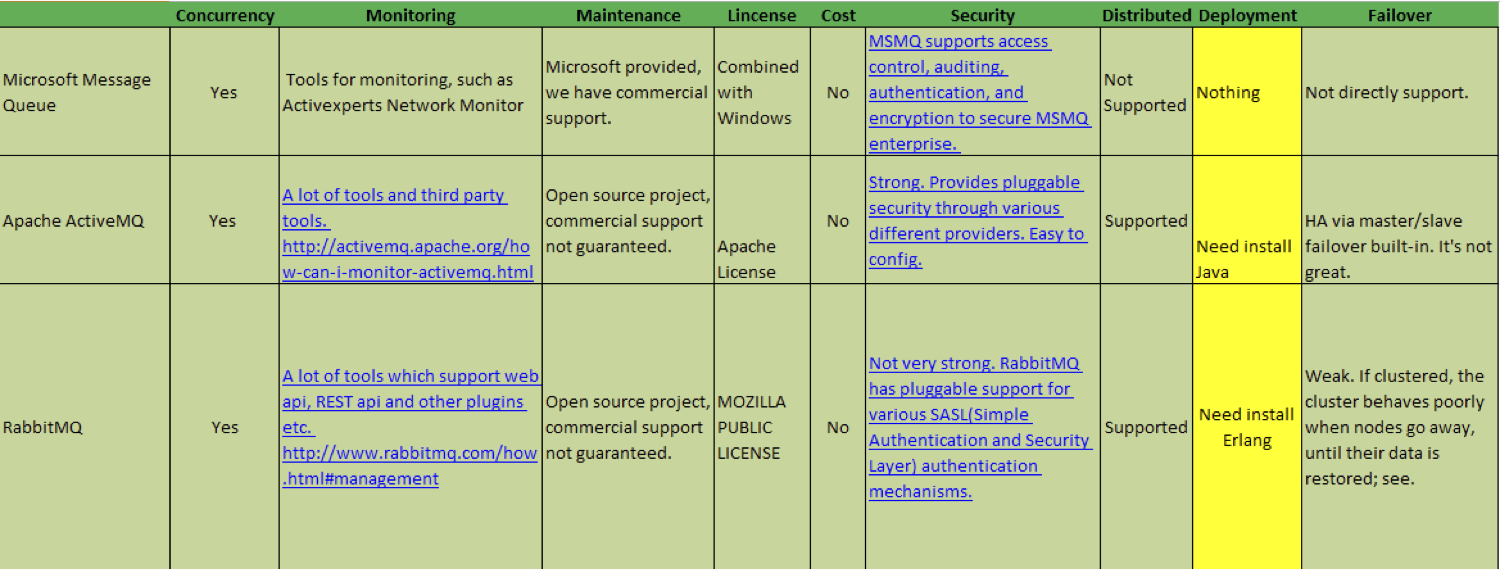 Concurrency Monitoring Maintenance Lincense Cost Security Distributed Deployment Failover
Microsoft Message
Queue
Yes
Tools for monitoring, such as
Activexperts Network Monitor
Microsoft provided,
we have commercial
support.
Combined
with
Windows
No
MSMQ supports access
control, auditing,
authentication, and
encryption to secure MSMQ
enterprise.
Not
Supported
Nothing
Not directly support.
Apache ActiveMQ
Yes
A lot of tools and third party
tools.
http://activemq.apache.org/ho
w-can-i-monitor-activemq.html
Open source project,
commercial support
not guaranteed.
Apache
License
No
Strong. Provides pluggable
security through various
different providers. Easy to
config.
Supported
Need install
Java
HA via master/slave
failover built-in. It's not
great.
RabbitMQ
Yes
A lot of tools which support web
api, REST api and other plugins
etc.
http://www.rabbitmq.com/how
.html#management
Open source project,
commercial support
not guaranteed.
MOZILLA
PUBLIC
LICENSE
No
Not very strong. RabbitMQ
has pluggable support for
various SASL(Simple
Authentication and Security
Layer) authentication
mechanisms.
Supported
Need install
Erlang
Weak. If clustered, the
cluster behaves poorly
when nodes go away,
until their data is
restored; see.